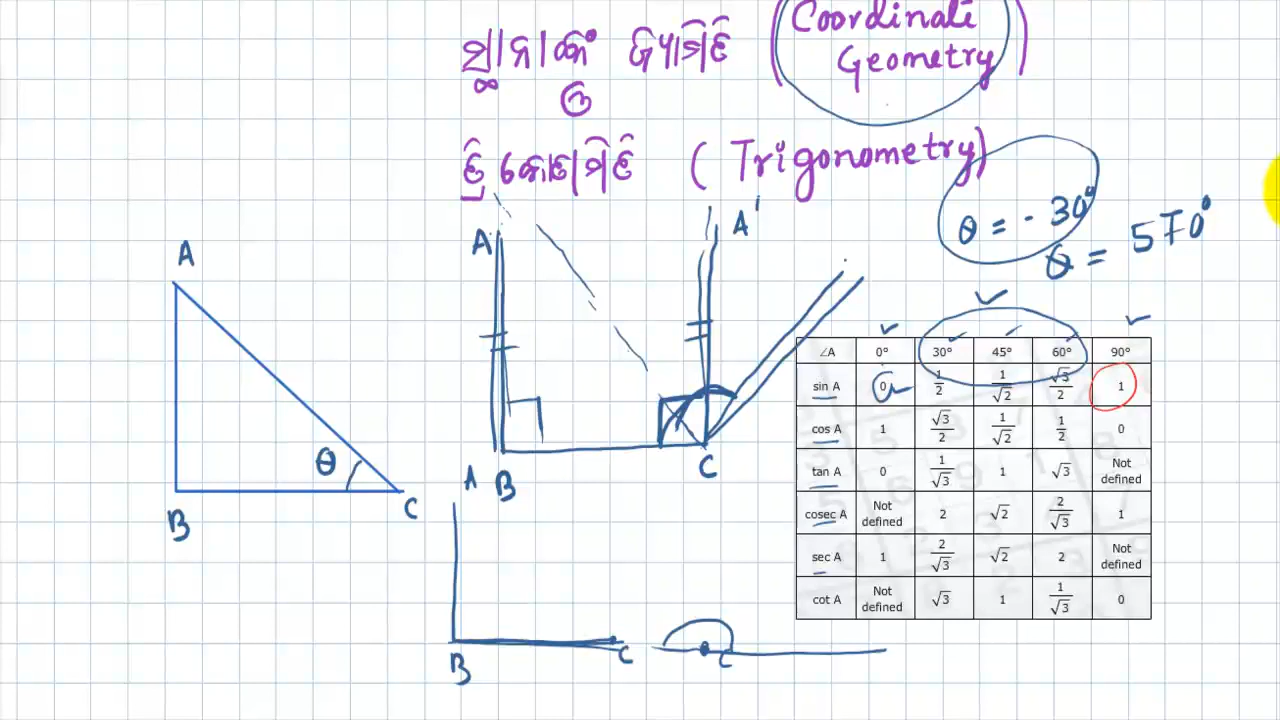 ସ୍ଥାନାଙ୍କ ଜ୍ୟାମିତି (Coordinate Geometry)
ଓ
ତ୍ରିକୋଣମିତି (Trigonometry)
θ = - 30°
θ = 570°
A
B
C
θ
A
B
C
A'
A
B
C
C
∠A 0° 30° 45° 60° 90°
sin A 0 1/2 1/√2 √3/2 1
cos A 1 √3/2 1/√2 1/2 0
tan A 0 1/√3 1 √3 Not defined
cosec A Not defined 2 √2 2/√3 1
sec A 1 2/√3 √2 2 Not defined
cot A Not defined √3 1 1/√3 0